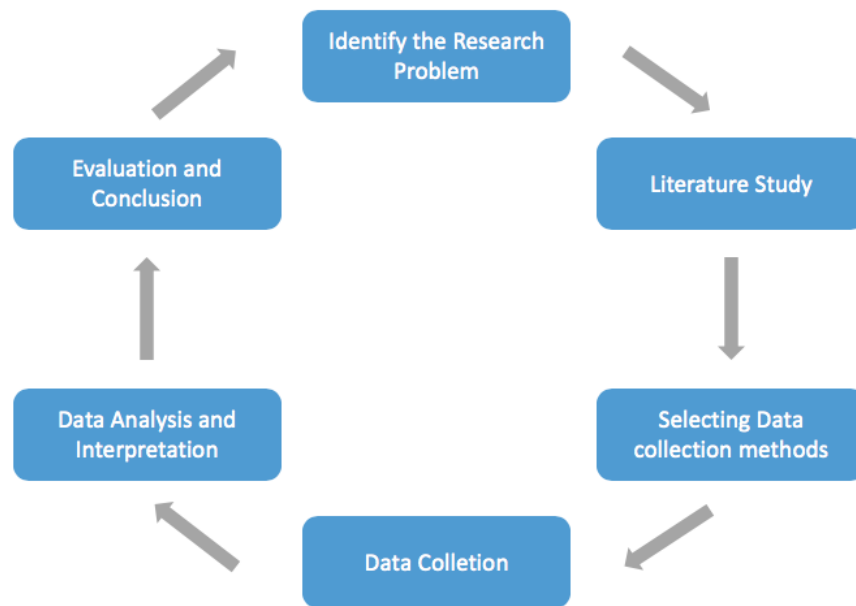 Identify the Research
Problem
Literature Study
Selecting Data
collection methods
Data Colletion
Data Analysis and
Interpretation
Evaluation and
Conclusion